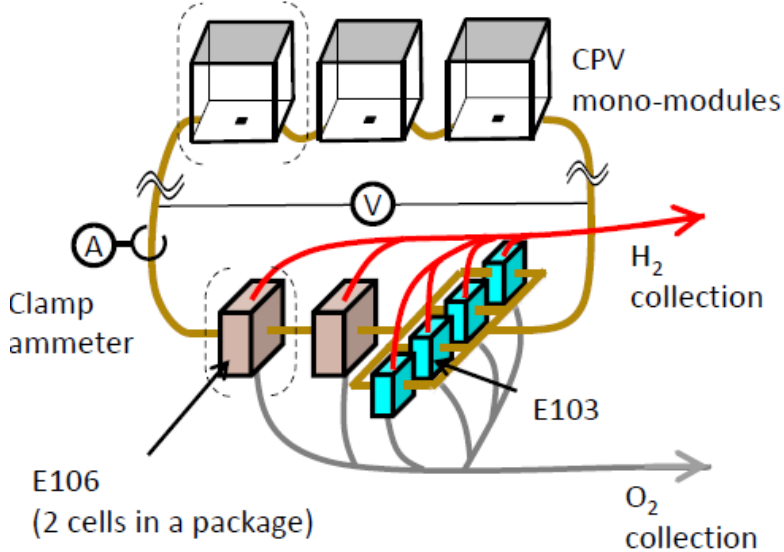 CPV
mono-modules
V
A
H2
collection
Clamp
ammeter
E103
E106
(2 cells in a package)
O2
collection